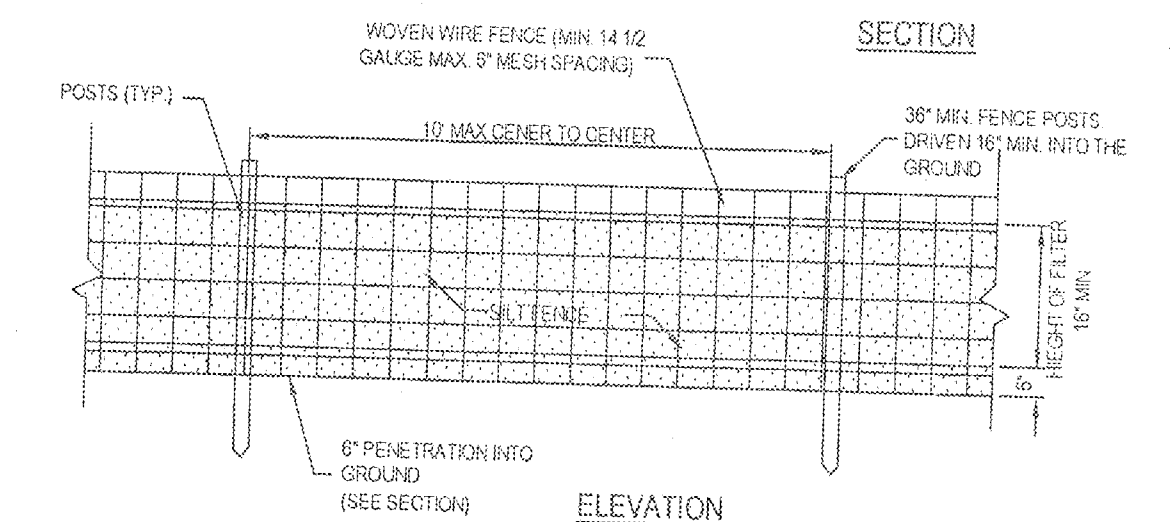 SECTION
WOVEN WIRE FENCE (MIN. 14 1/2
GAUGE MAX. 6" MESH SPACING)
POSTS (TYP.)
10' MAX CENER TO CENTER
36" MIN. FENCE POSTS
DRIVEN 16" MIN. INTO THE
GROUND
SILT FENCE
HEIGHT OF FILTER
16" MIN
6"
6" PENETRATION INTO
GROUND
(SEE SECTION)
ELEVATION